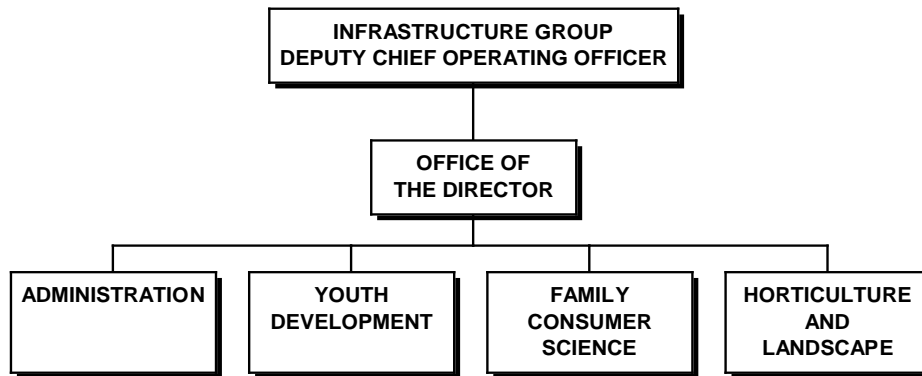 INFRASTRUCTURE GROUP
DEPUTY CHIEF OPERATING OFFICER
OFFICE OF
THE DIRECTOR
ADMINISTRATION
YOUTH
DEVELOPMENT
FAMILY
CONSUMER
SCIENCE
HORTICULTURE
AND
LANDSCAPE